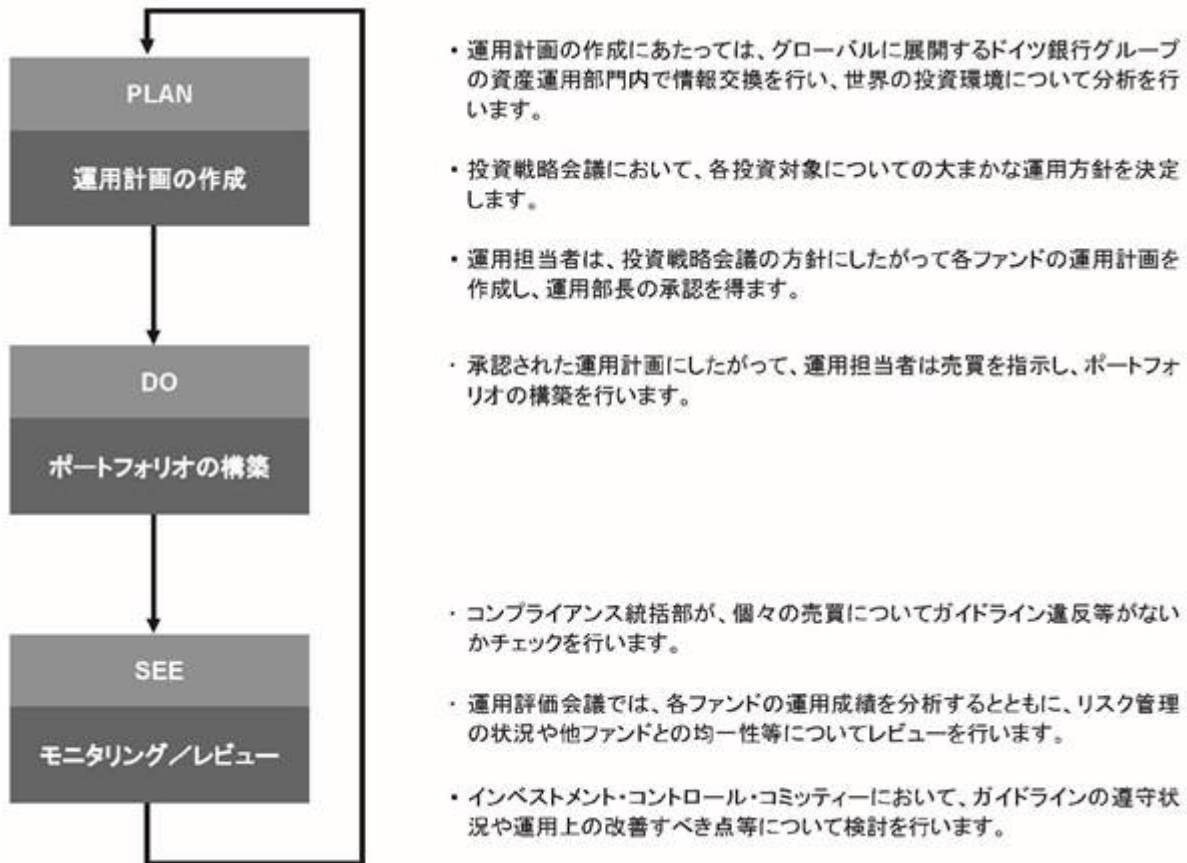 PLAN
運用計画の作成
・運用計画の作成にあたっては、グローバルに展開するドイツ銀行グループ
の資産運用部門内で情報交換を行い、世界の投資環境について分析を行
います。
・投資戦略会議において、各投資対象についての大まかな運用方針を決定
します。
・運用担当者は、投資戦略会議の方針にしたがって各ファンドの運用計画を
作成し、運用部長の承認を得ます。
DO
ポートフォリオの構築
・承認された運用計画にしたがって、運用担当者は売買を指示し、ポートフォ
リオの構築を行います。
SEE
モニタリング／レビュー
・コンプライアンス統括部が、個々の売買についてガイドライン違反等がない
かチェックを行います。
・運用評価会議では、各ファンドの運用成績を分析するとともに、リスク管理
の状況や他ファンドとの均一性等についてレビューを行います。
・インベストメント・コントロール・コミッティーにおいて、ガイドラインの遵守状
況や運用上の改善すべき点等について検討を行います。